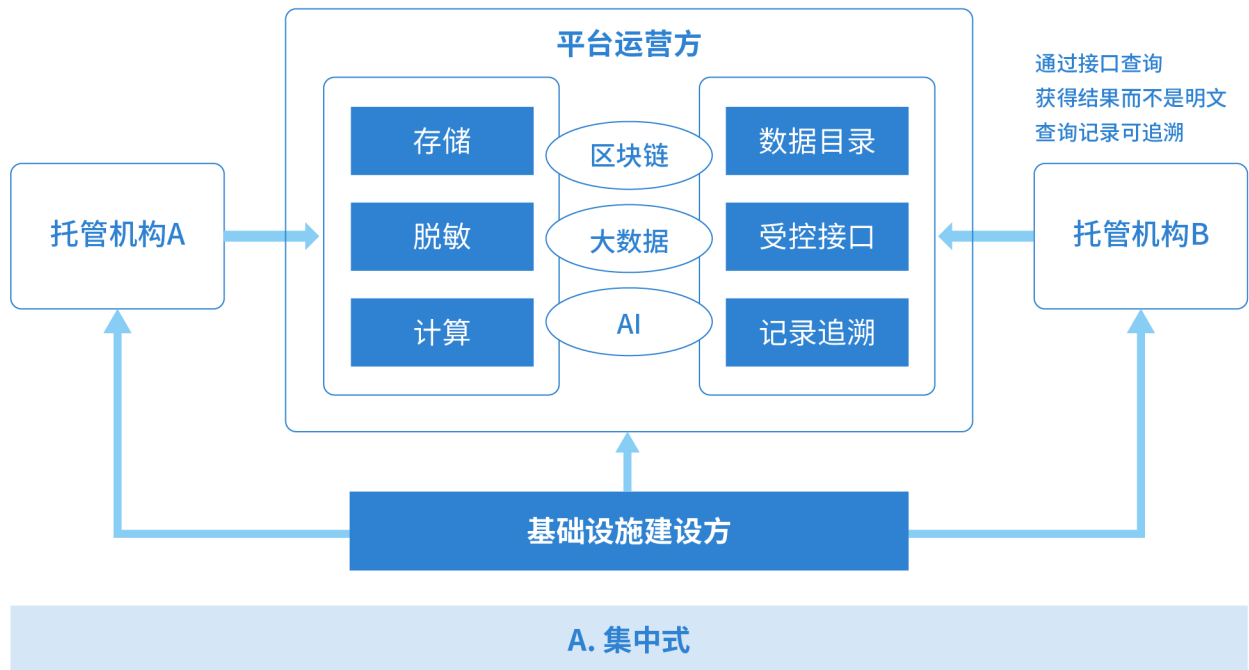 平台运营方
通过接口查询
获得结果而不是明文
查询记录可追溯
存储
区块链
数据目录
托管机构A
脱敏
大数据
受控接口
托管机构B
计算
AI
记录追溯
基础设施建设方
A. 集中式